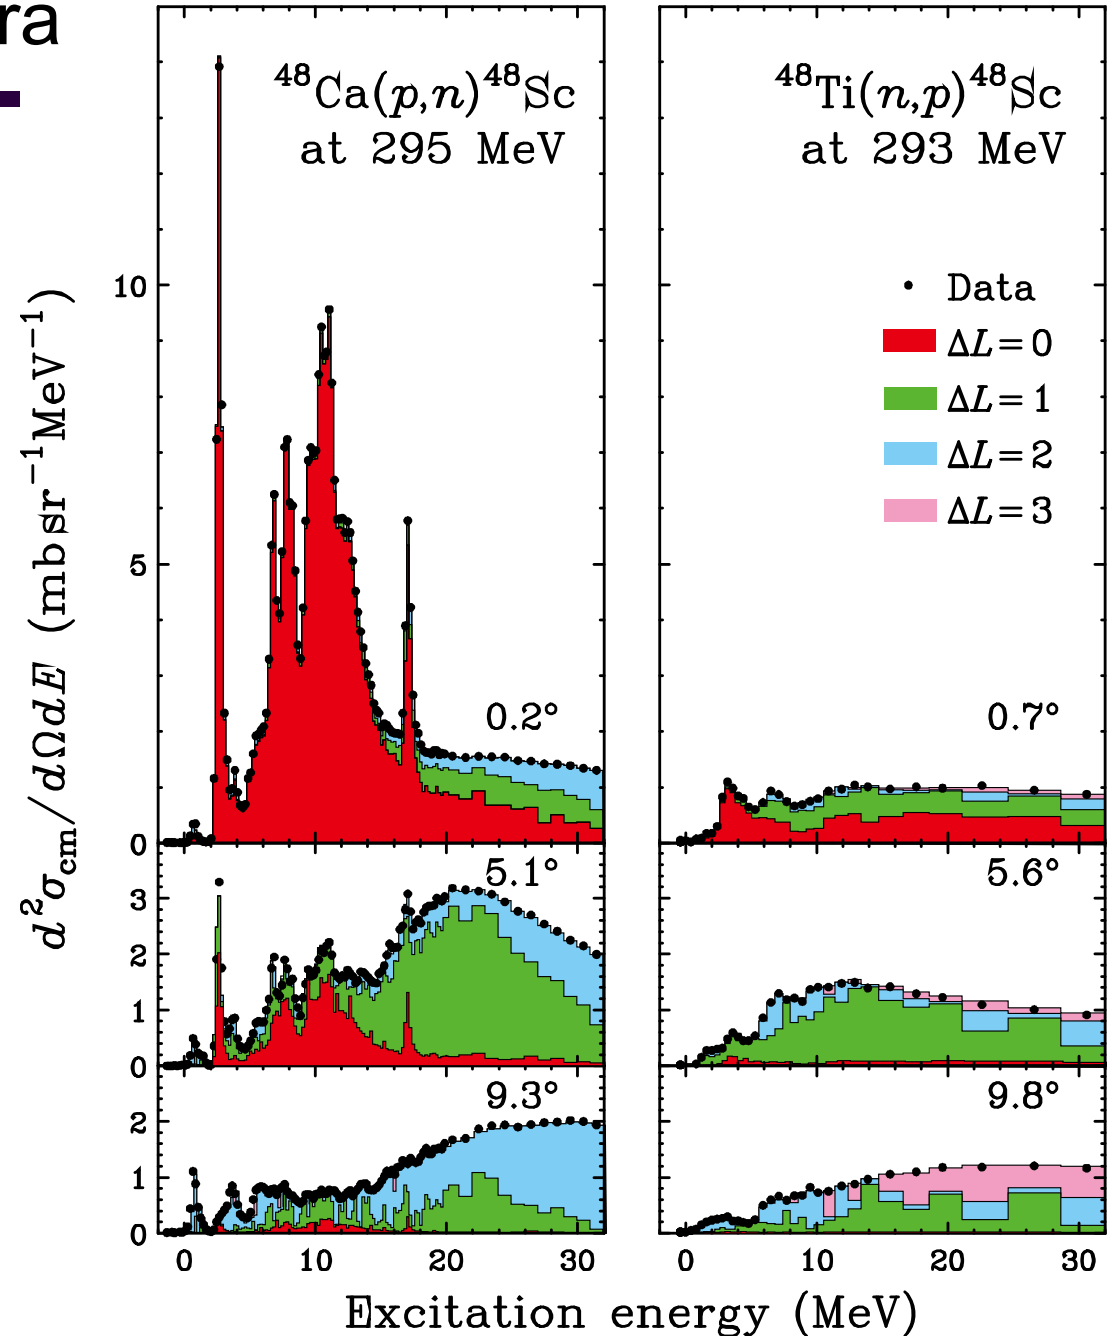 ra
⁴⁸Ca(p,n)⁴⁸Sc
at 295 MeV
⁴⁸Ti(n,p)⁴⁸Sc
at 293 MeV
Data
ΔL=0
ΔL=1
ΔL=2
ΔL=3
d²σcm/dΩdE (mb sr⁻¹MeV⁻¹)
10
5
0
0.2°
0.7°
3
2
1
0
5.1°
5.6°
2
1
0
9.3°
9.8°
0 10 20 30
0 10 20 30
Excitation energy (MeV)